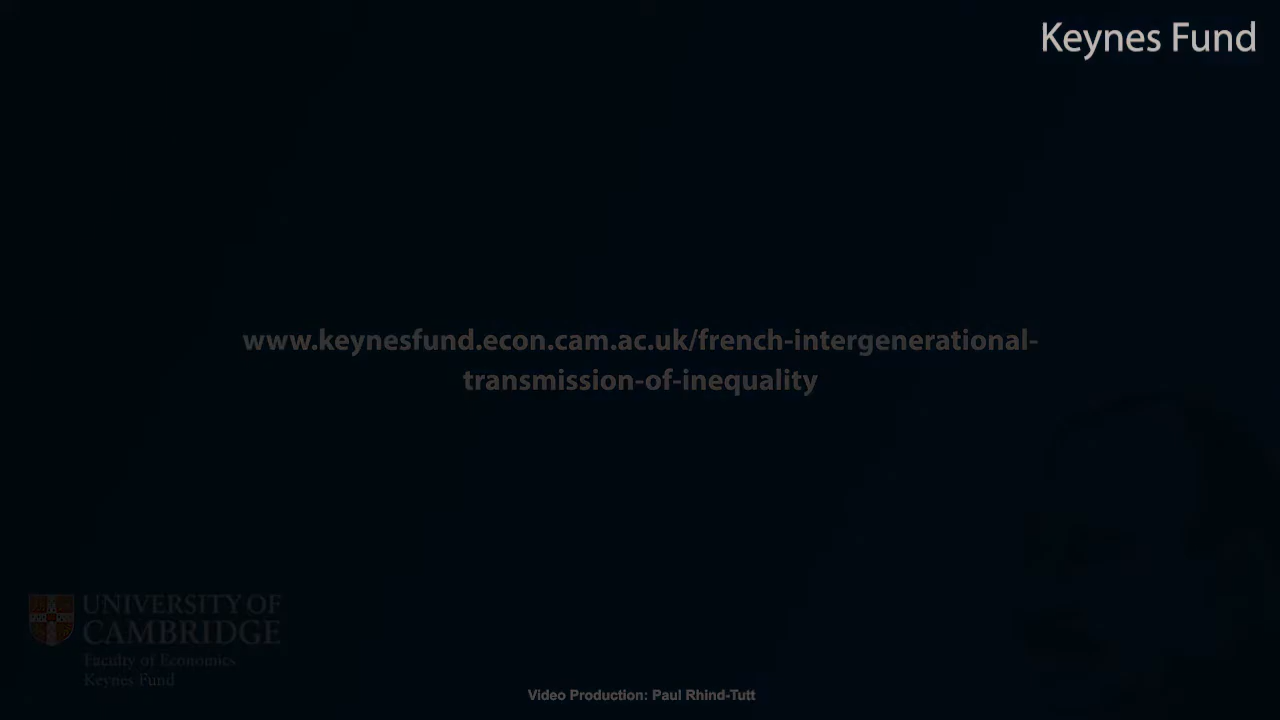 Keynes Fund
www.keynesfund.econ.cam.ac.uk/french-intergenerational-
transmission-of-inequality
UNIVERSITY OF
CAMBRIDGE
Faculty of Economics
Keynes Fund
Video Production: Paul Rhind-Tutt